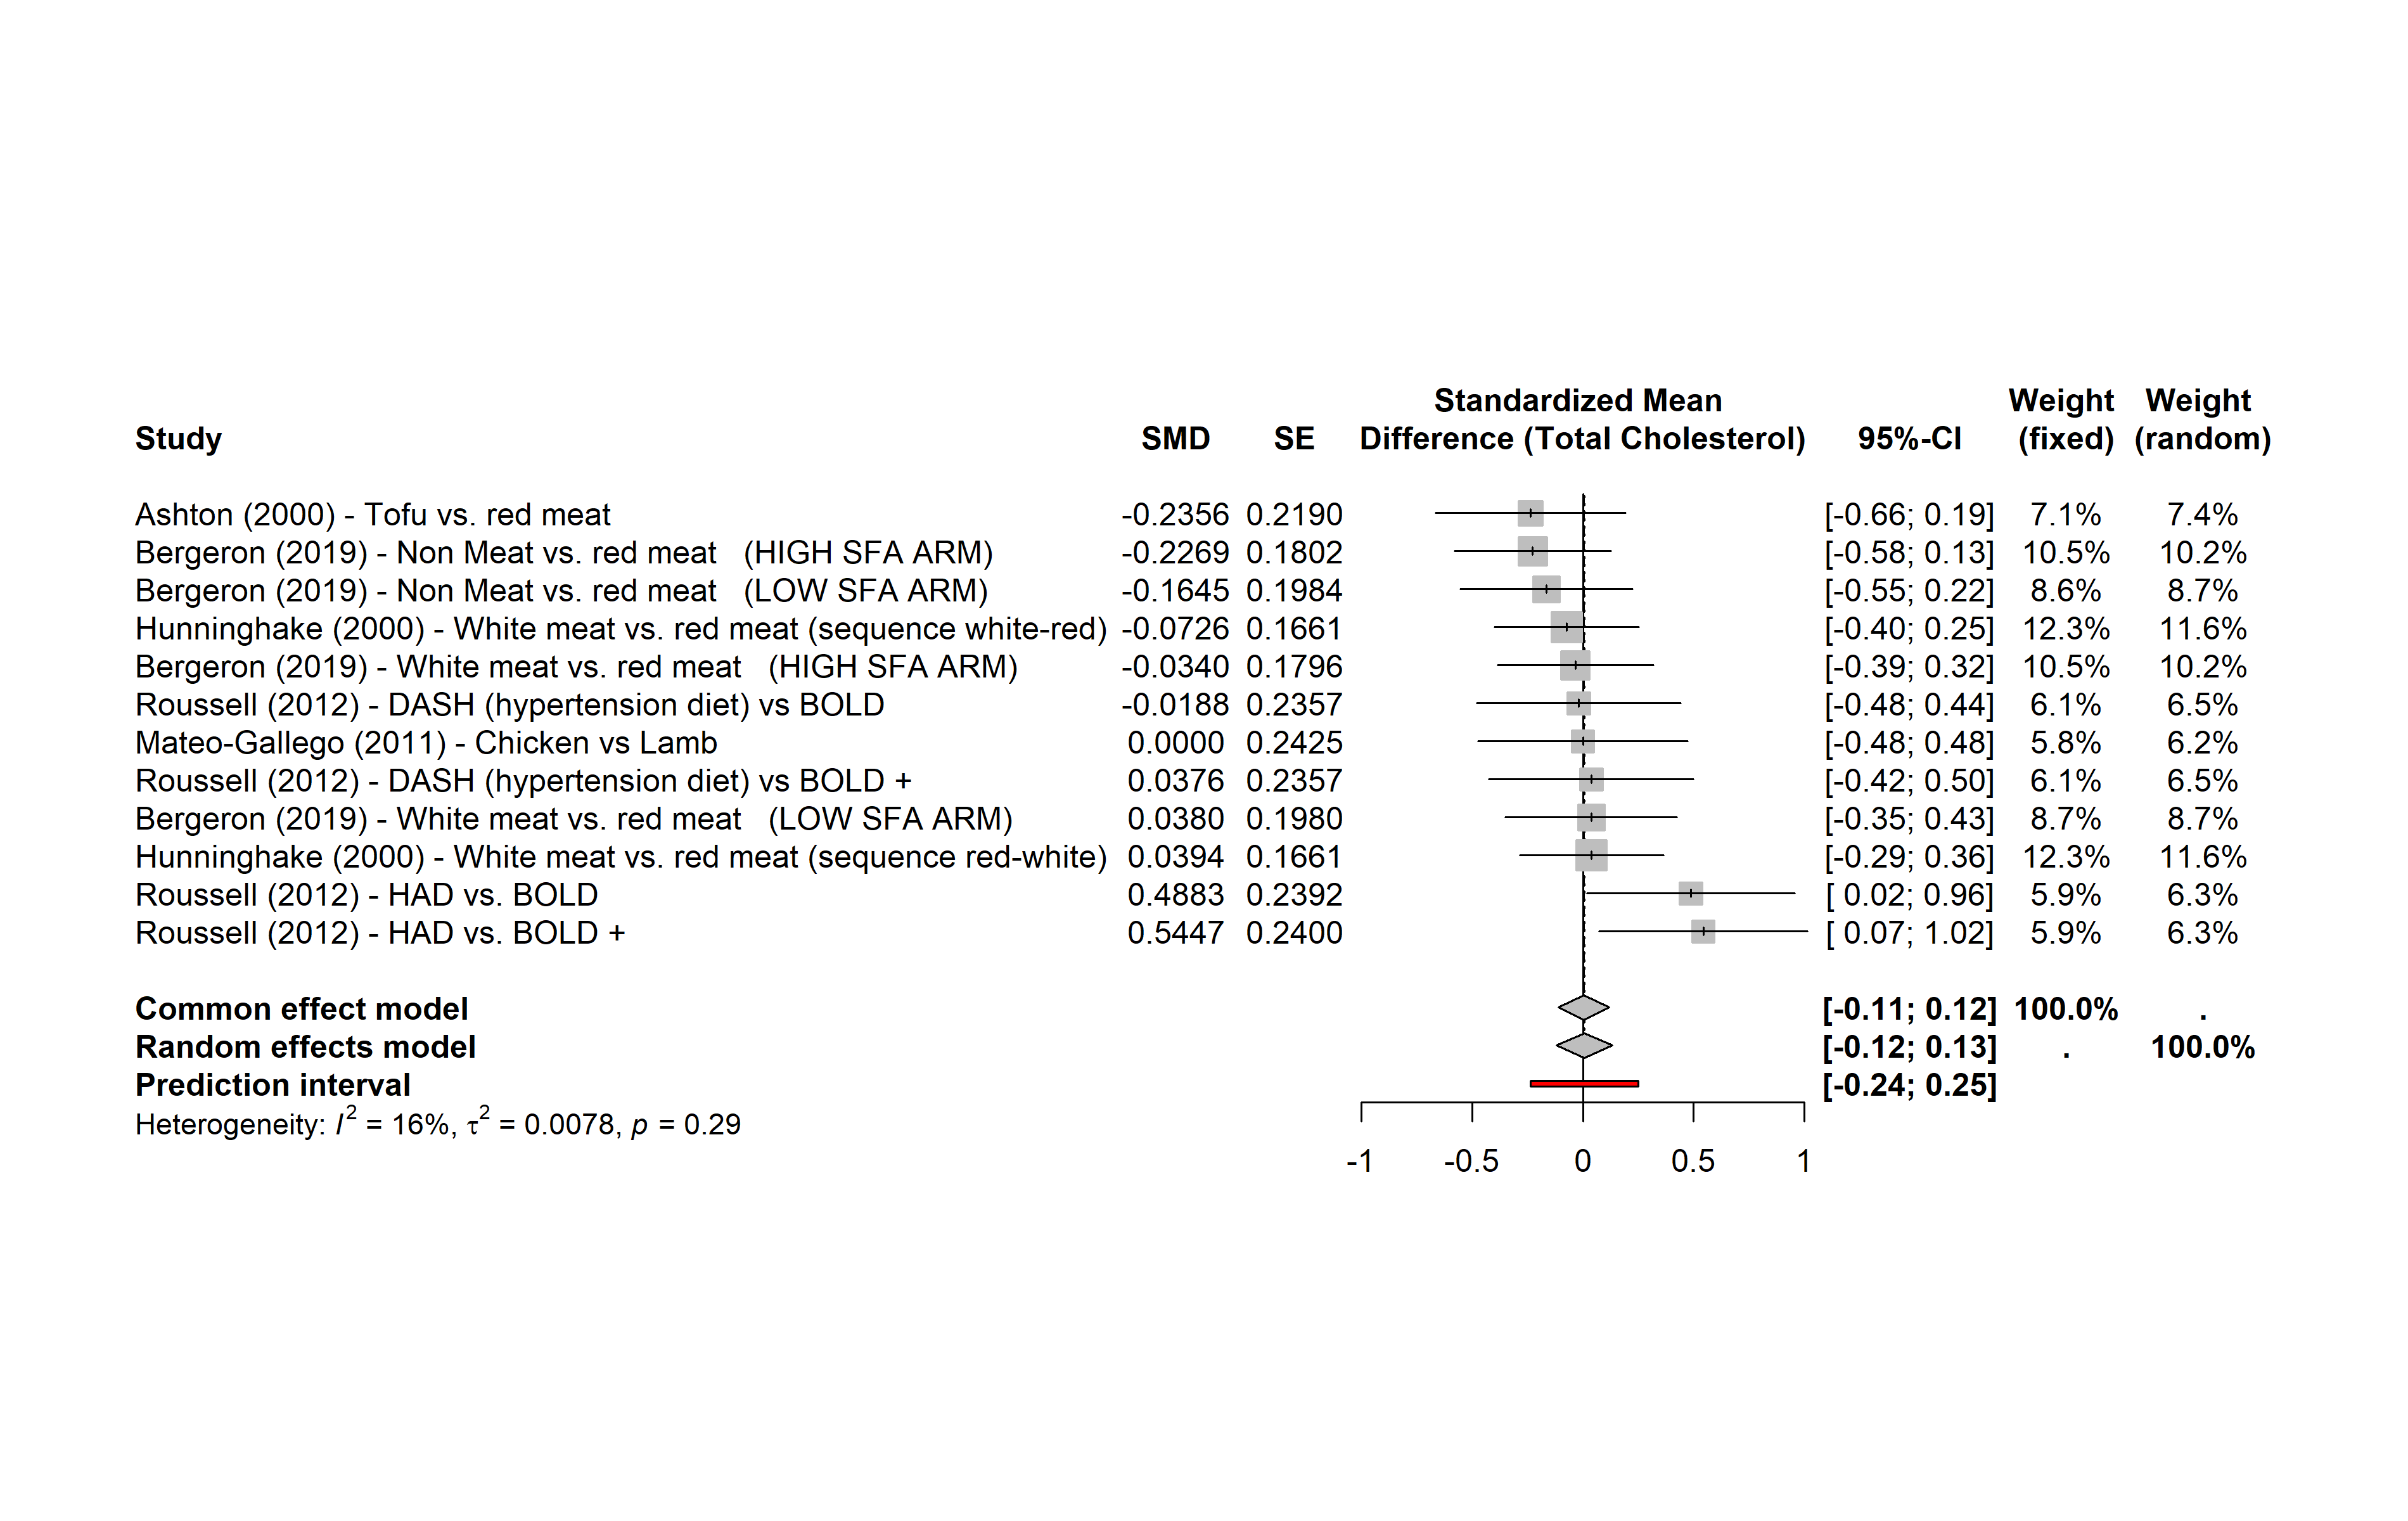 Standardized Mean Weight Weight
Study SMD SE Difference (Total Cholesterol) 95%-CI (fixed) (random)
Ashton (2000) - Tofu vs. red meat -0.2356 0.2190 [-0.66; 0.19] 7.1% 7.4%
Bergeron (2019) - Non Meat vs. red meat (HIGH SFA ARM) -0.2269 0.1802 [-0.58; 0.13] 10.5% 10.2%
Bergeron (2019) - Non Meat vs. red meat (LOW SFA ARM) -0.1645 0.1984 [-0.55; 0.22] 8.6% 8.7%
Hunninghake (2000) - White meat vs. red meat (sequence white-red) -0.0726 0.1661 [-0.40; 0.25] 12.3% 11.6%
Bergeron (2019) - White meat vs. red meat (HIGH SFA ARM) -0.0340 0.1796 [-0.39; 0.32] 10.5% 10.2%
Roussell (2012) - DASH (hypertension diet) vs BOLD -0.0188 0.2357 [-0.48; 0.44] 6.1% 6.5%
Mateo-Gallego (2011) - Chicken vs Lamb 0.0000 0.2425 [-0.48; 0.48] 5.8% 6.2%
Roussell (2012) - DASH (hypertension diet) vs BOLD + 0.0376 0.2357 [-0.42; 0.50] 6.1% 6.5%
Bergeron (2019) - White meat vs. red meat (LOW SFA ARM) 0.0380 0.1980 [-0.35; 0.43] 8.7% 8.7%
Hunninghake (2000) - White meat vs. red meat (sequence red-white) 0.0394 0.1661 [-0.29; 0.36] 12.3% 11.6%
Roussell (2012) - HAD vs. BOLD 0.4883 0.2392 [ 0.02; 0.96] 5.9% 6.3%
Roussell (2012) - HAD vs. BOLD + 0.5447 0.2400 [ 0.07; 1.02] 5.9% 6.3%
Common effect model [-0.11; 0.12] 100.0% .
Random effects model [-0.12; 0.13] . 100.0%
Prediction interval [-0.24; 0.25]
Heterogeneity: I² = 16%, τ² = 0.0078, p = 0.29
-1 -0.5 0 0.5 1